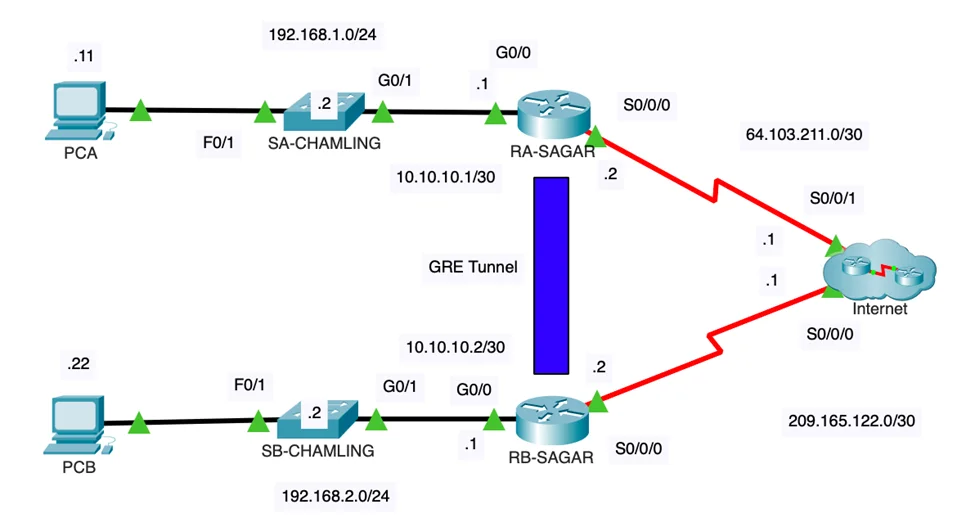 192.168.1.0/24
.11
G0/0
G0/1
.1
S0/0/0
.2
F0/1
SA-CHAMLING
PCA
RA-SAGAR
64.103.211.0/30
10.10.10.1/30
.2
S0/0/1
.1
GRE Tunnel
.1
Internet
S0/0/0
10.10.10.2/30
.22
.2
F0/1
G0/1
G0/0
.2
209.165.122.0/30
.1
SB-CHAMLING
RB-SAGAR
S0/0/0
PCB
192.168.2.0/24